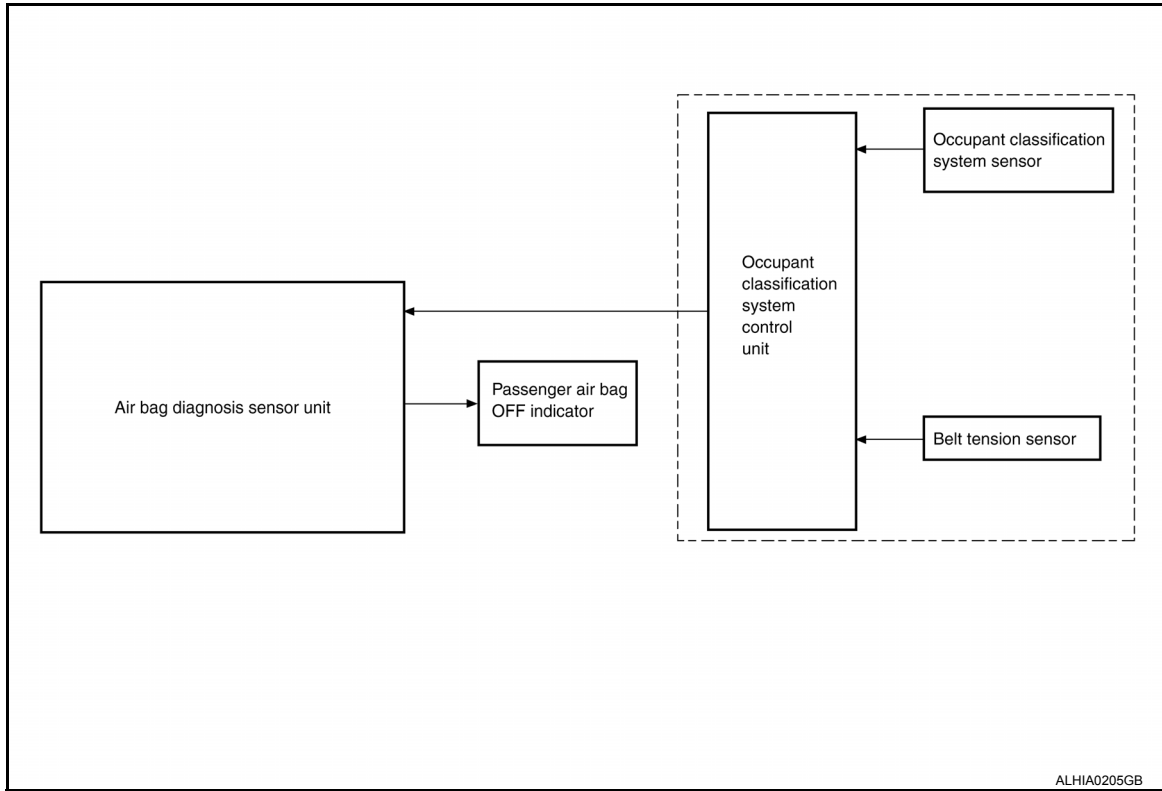 Occupant classification
system sensor
Occupant
classification
system
control
unit
Air bag diagnosis sensor unit
Passenger air bag
OFF indicator
Belt tension sensor
ALHIA0205GB